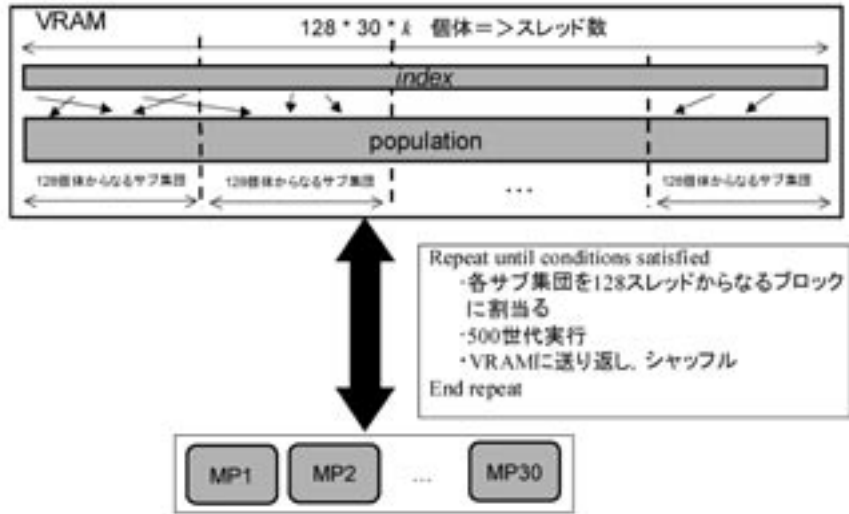 VRAM
128 * 30 * k 個体＝＞スレッド数
index
population
128個体からなるサブ集団
128個体からなるサブ集団
...
128個体からなるサブ集団
Repeat until conditions satisfied
・各サブ集団を128スレッドからなるブロック
に割当る
・500世代実行
・VRAMに送り返し，シャッフル
End repeat
MP1
MP2
...
MP30